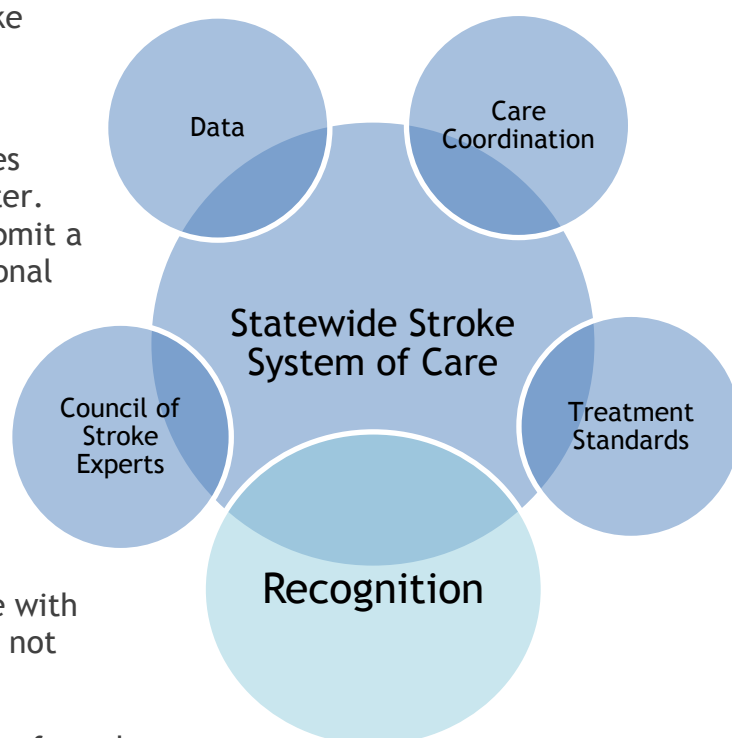 ke
es
ter.
omit a
onal
e with
not
Data
Care
Coordination
Statewide Stroke
System of Care
Council of
Stroke
Experts
Treatment
Standards
Recognition